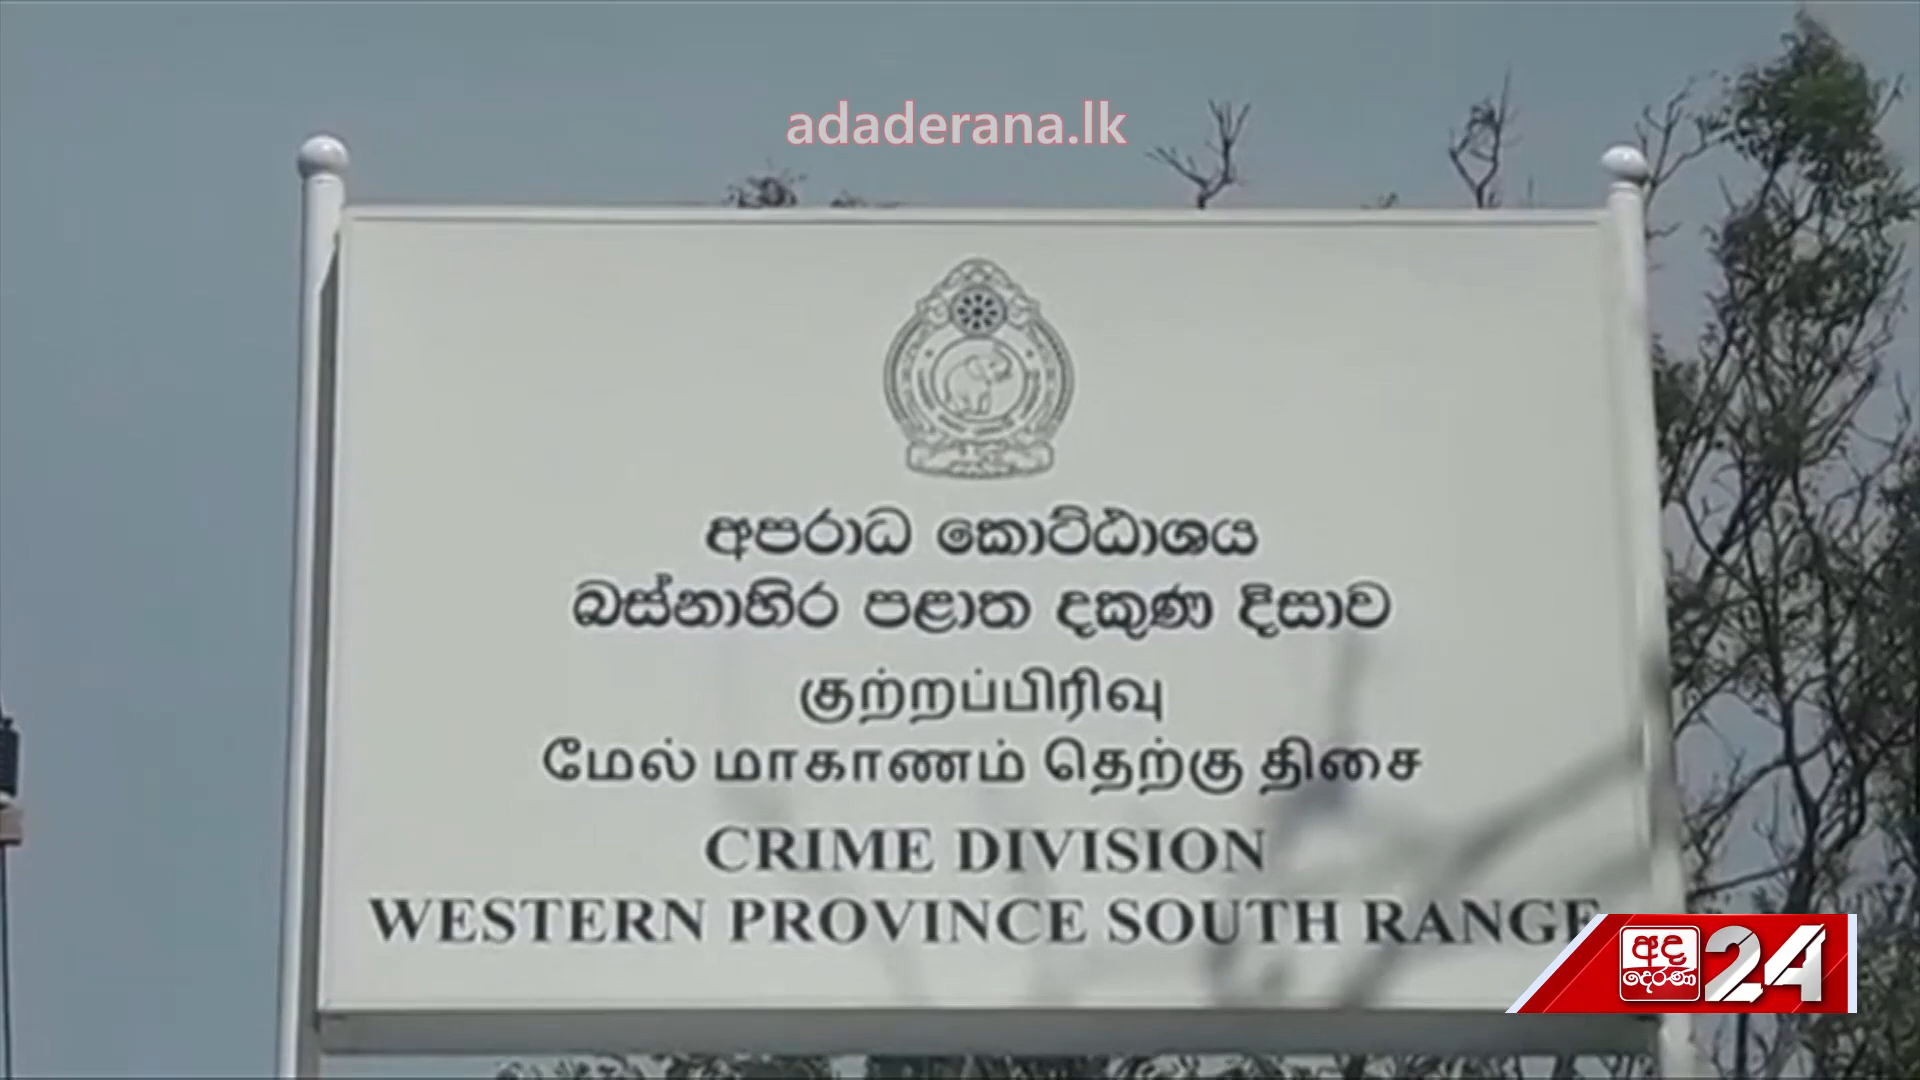 adaderana.lk
අපරාධ කොට්ඨාශය
බස්නාහිර පළාත දකුණ දිසාව
குற்றப்பிரிவு
மேல் மாகாணம் தெற்கு திசை
CRIME DIVISION
WESTERN PROVINCE SOUTH RANGE
අද
දෙරණ
24